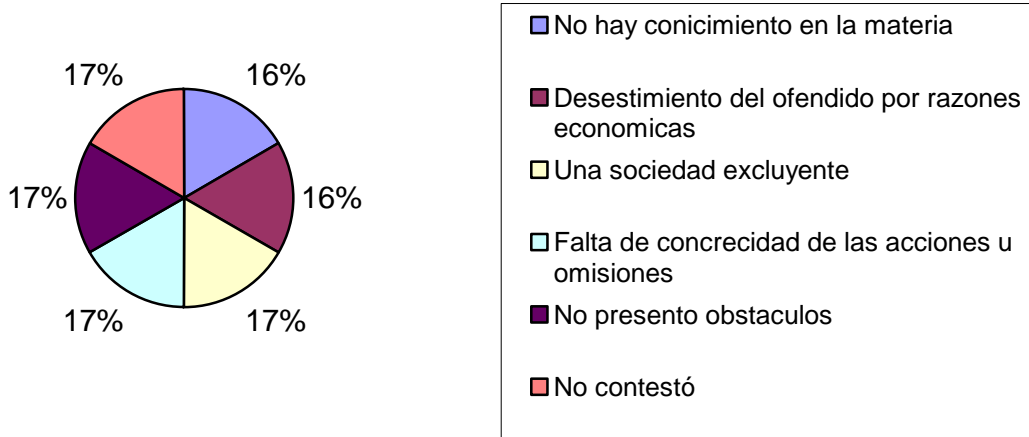 17%
16%
17%
16%
17%
17%
No hay conicimiento en la materia
Desestimiento del ofendido por razones
economicas
Una sociedad excluyente
Falta de concrecidad de las acciones u
omisiones
No presento obstaculos
No contestó